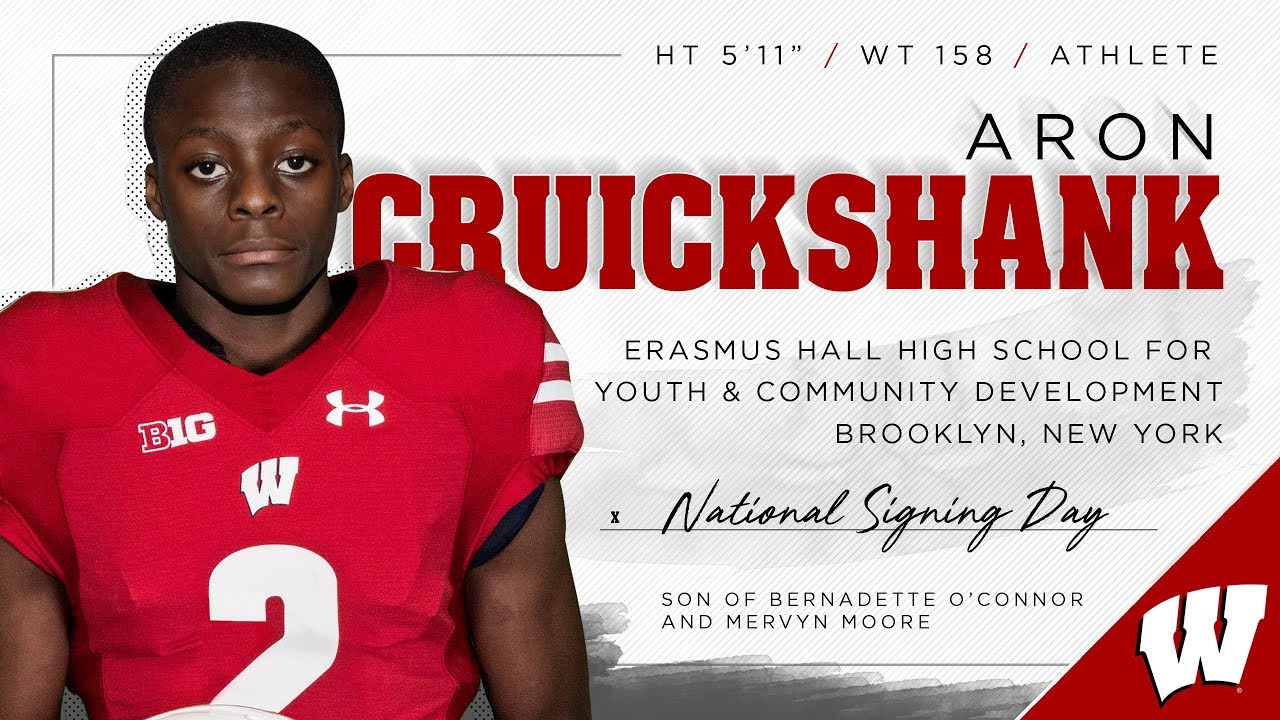 HT 5’11” / WT 158 / ATHLETE
ARON
CRUICKSHANK
ERASMUS HALL HIGH SCHOOL FOR
YOUTH & COMMUNITY DEVELOPMENT
BROOKLYN, NEW YORK
B1G
W
2
x National Signing Day
SON OF BERNADETTE O’CONNOR
AND MERVYN MOORE
W